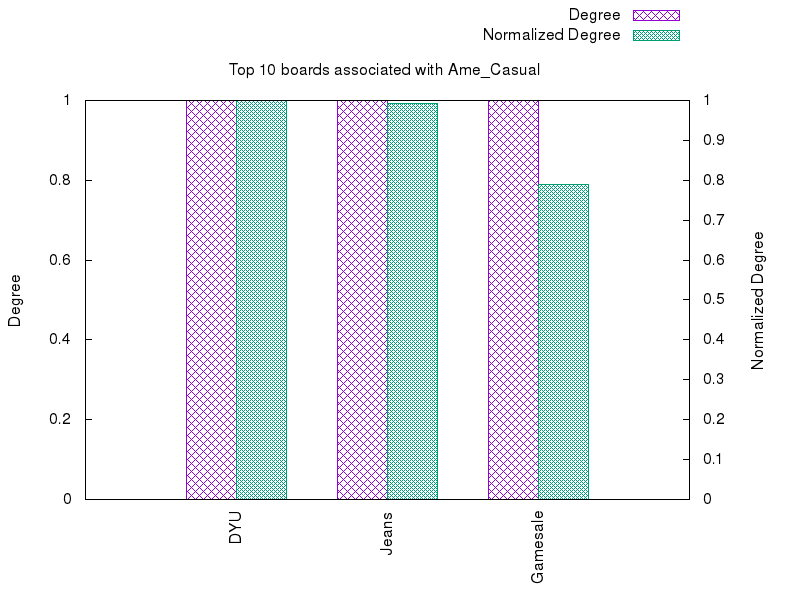 Degree
Normalized Degree
Top 10 boards associated with Ame_Casual
1
0.8
0.6
0.4
0.2
0
Degree
1
0.9
0.8
0.7
0.6
0.5
0.4
0.3
0.2
0.1
0
Normalized Degree
DYU
Jeans
Gamesale